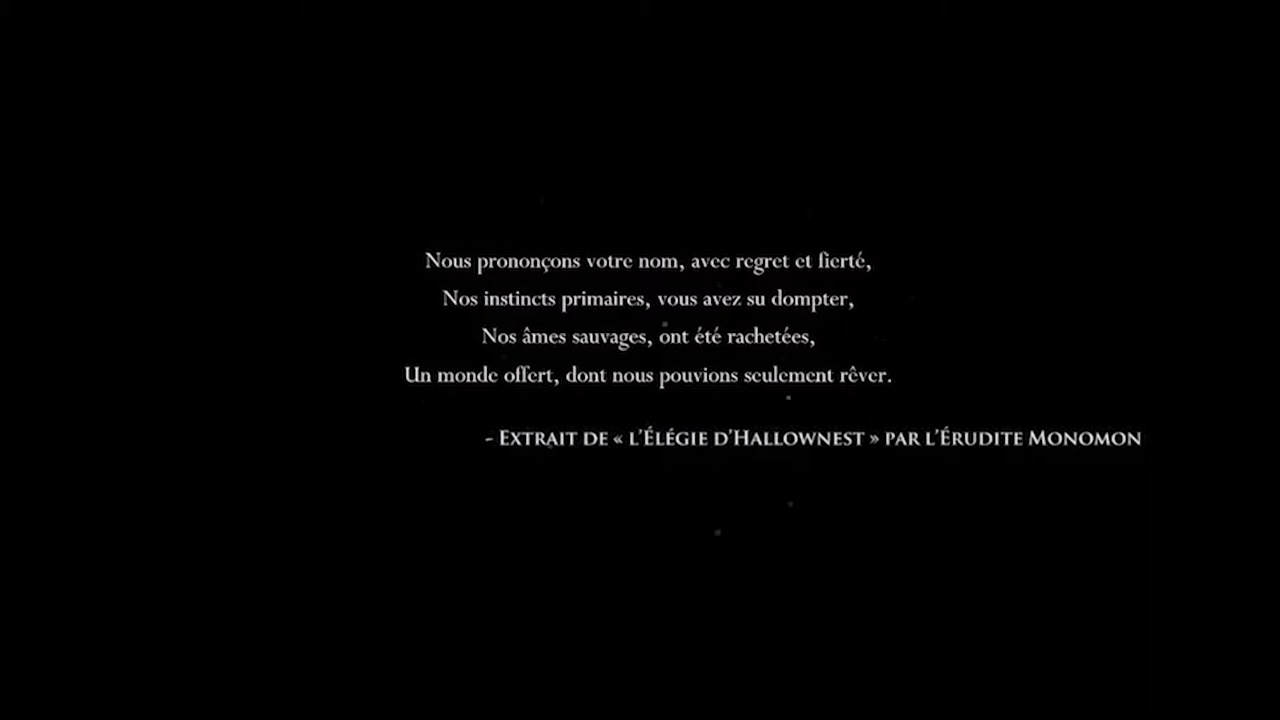 Nous prononçons votre nom, avec regret et fierté,
Nos instincts primaires, vous avez su dompter,
Nos âmes sauvages, ont été rachetées,
Un monde offert, dont nous pouvions seulement rêver.
- Extrait de « l'Élégie d'Hallownest » par l'Érudite Monomon